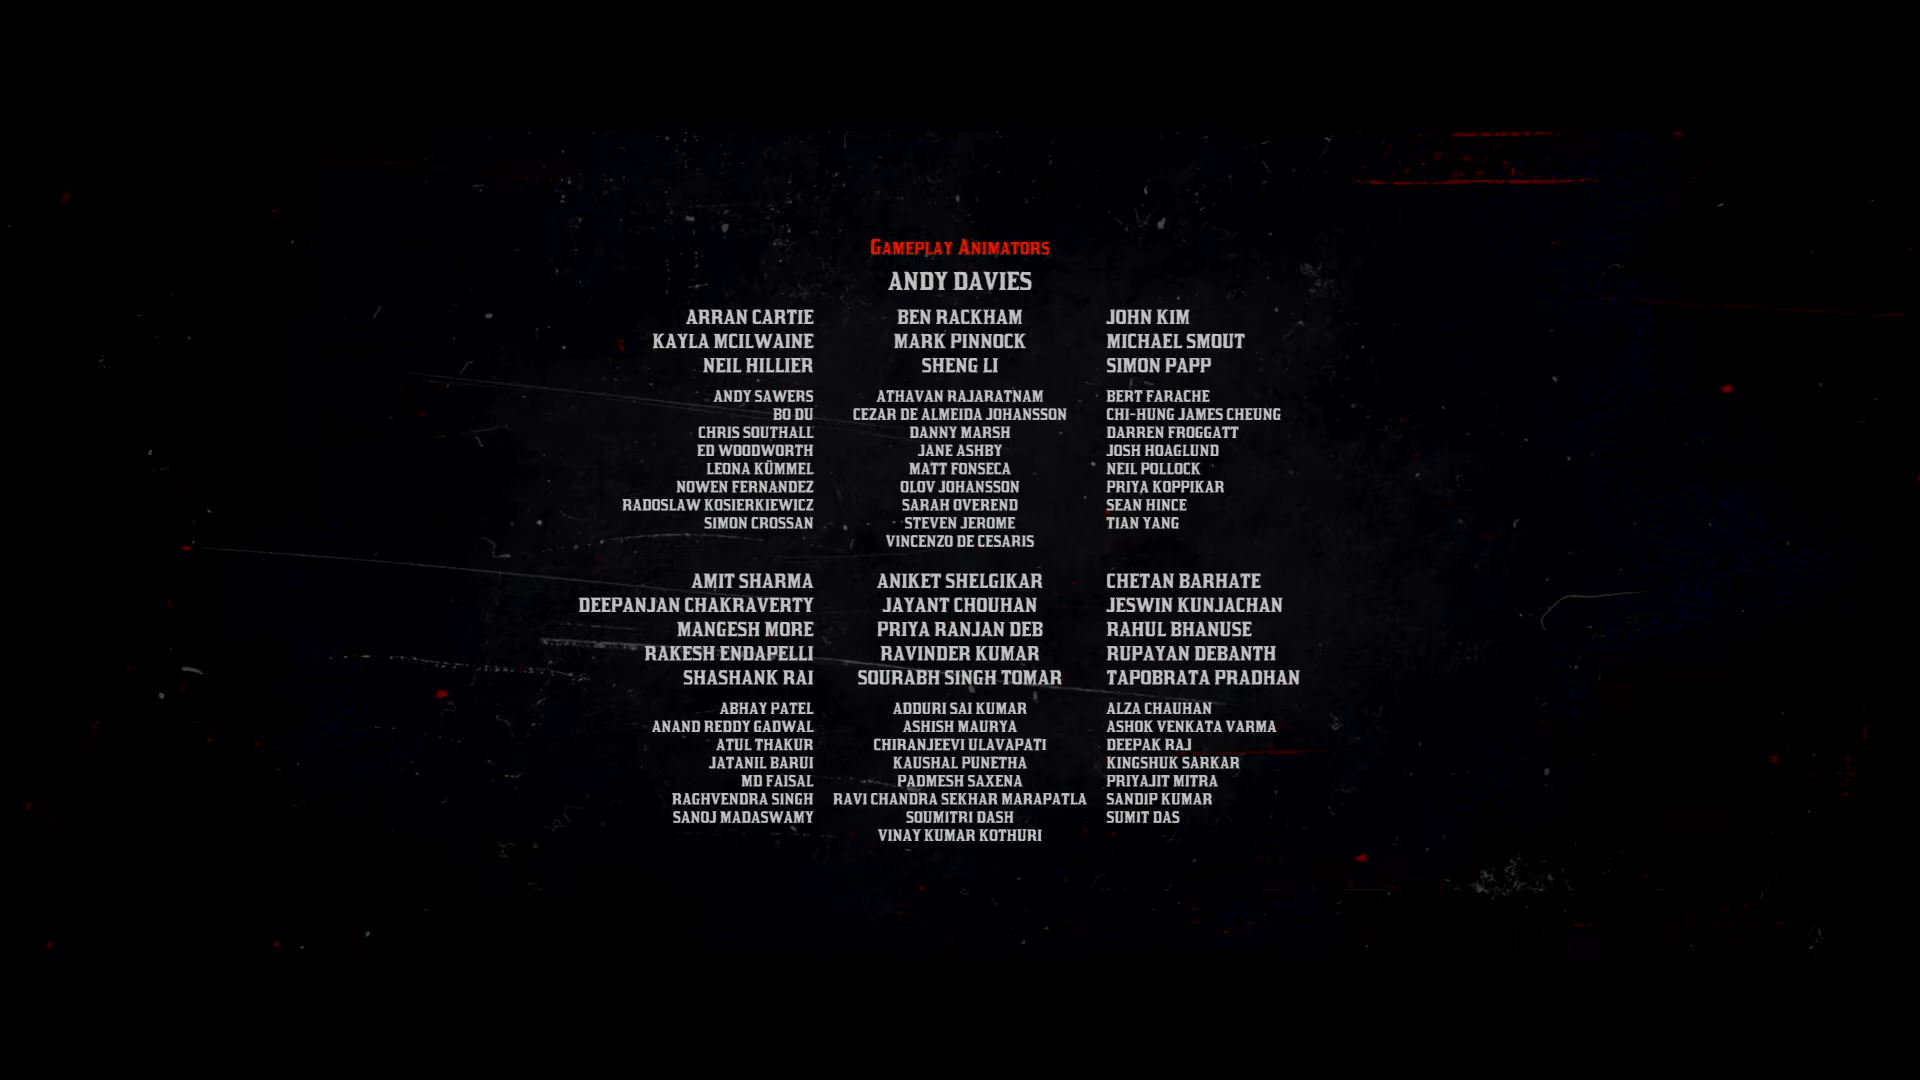 Gameplay Animators
ANDY DAVIES
ARRAN CARTIE BEN RACKHAM JOHN KIM
KAYLA MCILWAINE MARK PINNOCK MICHAEL SMOUT
NEIL HILLIER SHENG LI SIMON PAPP
ANDY SAWERS ATHAVAN RAJARATNAM BERT FARACHE
BO DU CEZAR DE ALMEIDA JOHANSSON CHI-HUNG JAMES CHEUNG
CHRIS SOUTHALL DANNY MARSH DARREN FROGGATT
ED WOODWORTH JANE ASHBY JOSH HOAGLUND
LEONA KÜMMEL MATT FONSECA NEIL POLLOCK
NOWEN FERNANDEZ OLOV JOHANSSON PRIYA KOPPIKAR
RADOSLAW KOSIERKIEWICZ SARAH OVEREND SEAN HINCE
SIMON CROSSAN STEVEN JEROME TIAN YANG
VINCENZO DE CESARIS
AMIT SHARMA ANIKET SHELGIKAR CHETAN BARHATE
DEEPANJAN CHAKRAVERTY JAYANT CHOUHAN JESWIN KUNJACHAN
MANGESH MORE PRIYA RANJAN DEB RAHUL BHANUSE
RAKESH ENDAPELLI RAVINDER KUMAR RUPAYAN DEBANTH
SHASHANK RAI SOURABH SINGH TOMAR TAPOBRATA PRADHAN
ABHAY PATEL ADDURI SAI KUMAR ALZA CHAUHAN
ANAND REDDY GADWAL ASHISH MAURYA ASHOK VENKATA VARMA
ATUL THAKUR CHIRANJEEVI ULAVAPATI DEEPAK RAJ
JATANIL BARUI KAUSHAL PUNETHA KINGSHUK SARKAR
MD FAISAL PADMESH SAXENA PRIYAJIT MITRA
RAGHVENDRA SINGH RAVI CHANDRA SEKHAR MARAPATLA SANDIP KUMAR
SANOJ MADASWAMY SOUMITRI DASH SUMIT DAS
VINAY KUMAR KOTHURI